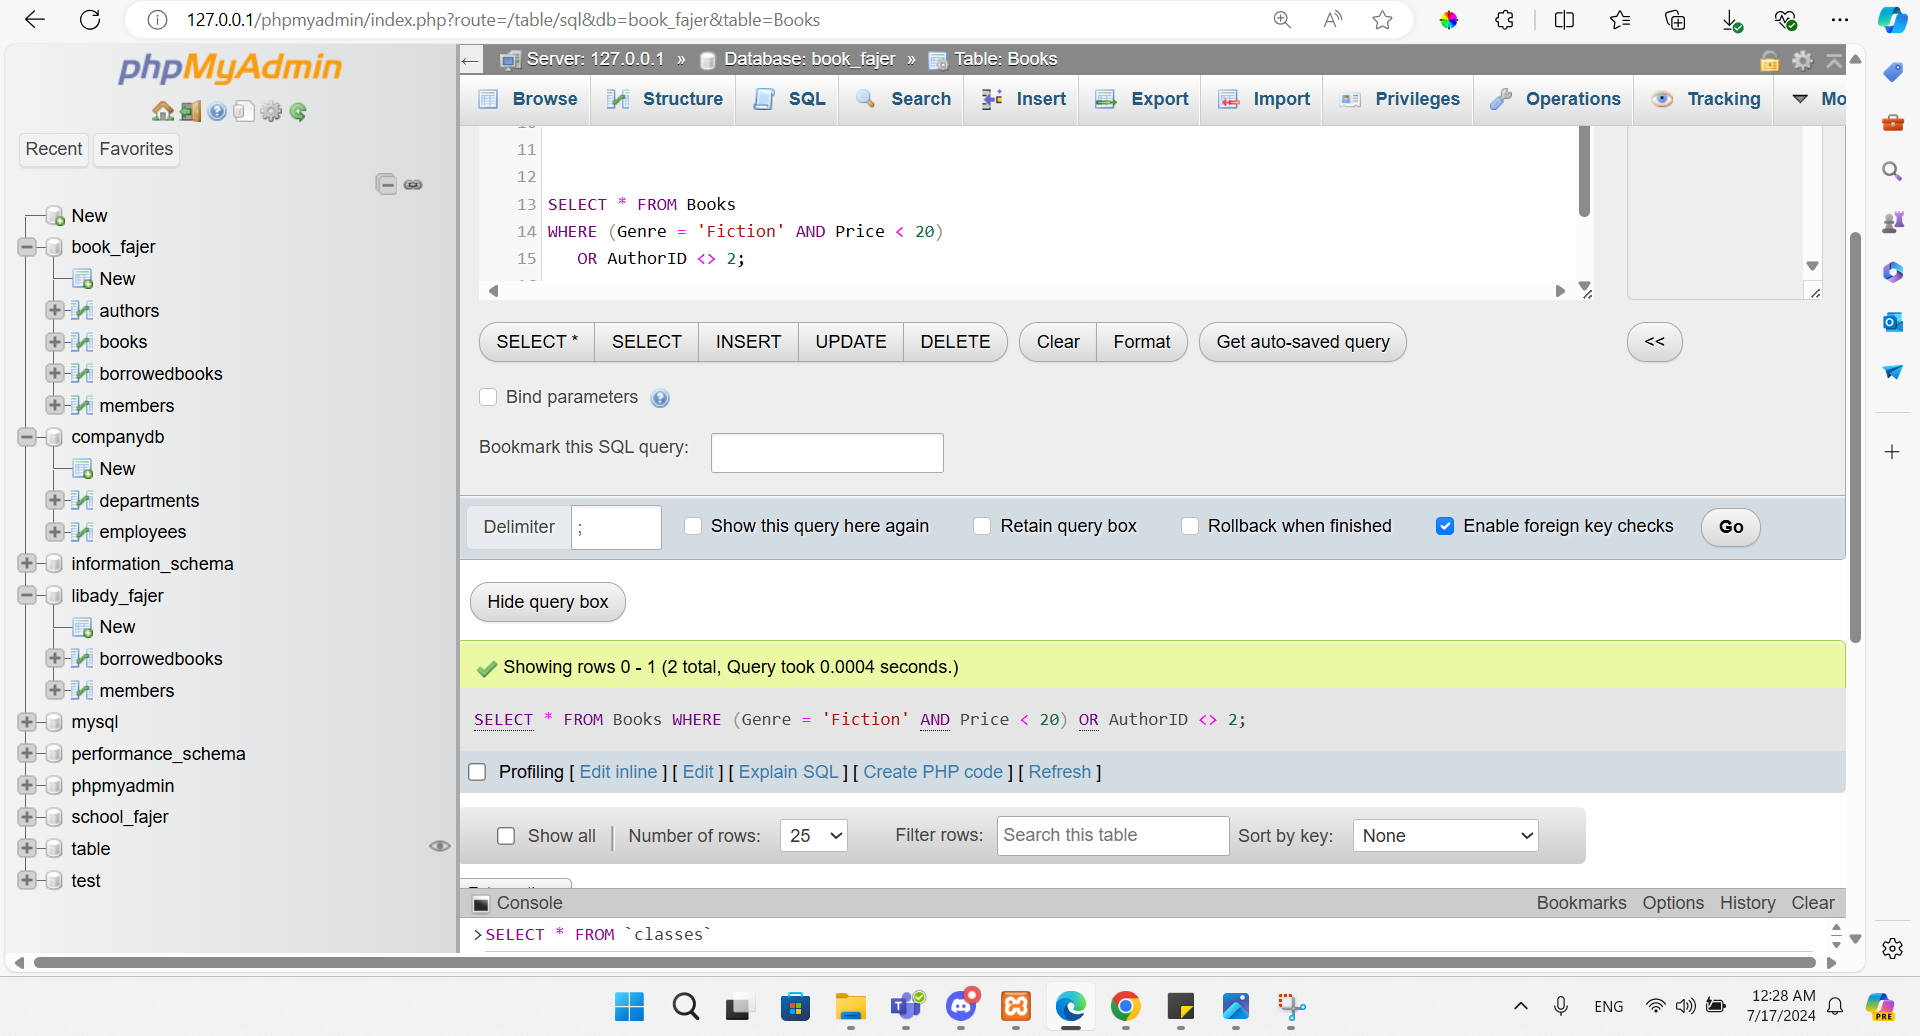 127.0.0.1/phpmyadmin/index.php?route=/table/sql&db=book_fajer&table=Books
phpMyAdmin
Recent Favorites
New
book_fajer
New
authors
books
borrowedbooks
members
companydb
New
departments
employees
information_schema
libady_fajer
New
borrowedbooks
members
mysql
performance_schema
phpmyadmin
school_fajer
table
test
Server: 127.0.0.1 » Database: book_fajer » Table: Books
Browse Structure SQL Search Insert Export Import Privileges Operations Tracking Mo
11
12
13 SELECT * FROM Books
14 WHERE (Genre = 'Fiction' AND Price < 20)
15 OR AuthorID <> 2;
SELECT * SELECT INSERT UPDATE DELETE Clear Format Get auto-saved query <<
Bind parameters
Bookmark this SQL query:
Delimiter ; Show this query here again Retain query box Rollback when finished Enable foreign key checks Go
Hide query box
Showing rows 0 - 1 (2 total, Query took 0.0004 seconds.)
SELECT * FROM Books WHERE (Genre = 'Fiction' AND Price < 20) OR AuthorID <> 2;
Profiling [ Edit inline ] [ Edit ] [ Explain SQL ] [ Create PHP code ] [ Refresh ]
Show all Number of rows: 25 Filter rows: Search this table Sort by key: None
Console Bookmarks Options History Clear
>SELECT * FROM `classes`
ENG 12:28 AM
7/17/2024
PRE